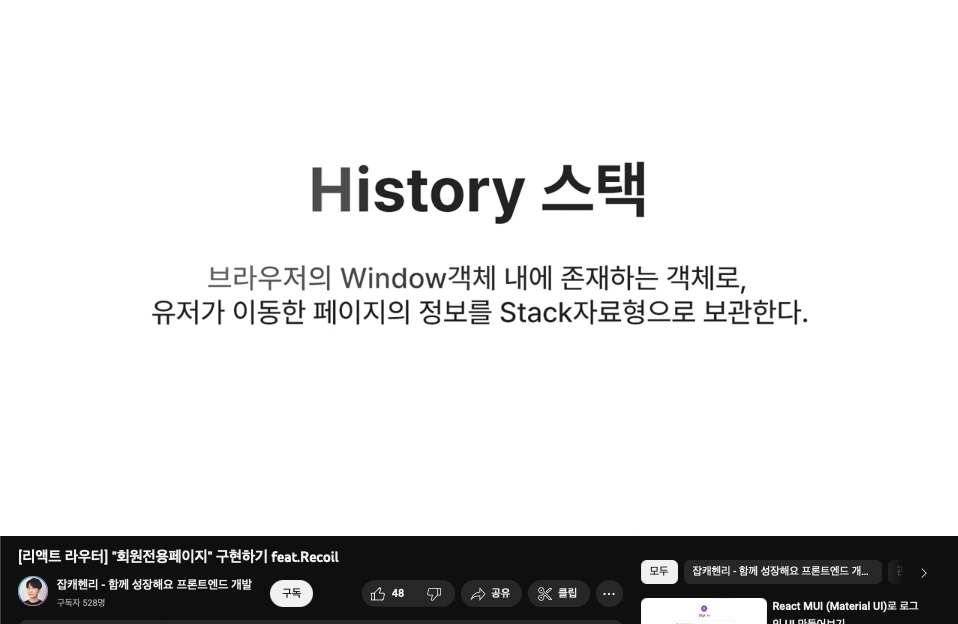 History 스택
브라우저의 Window객체 내에 존재하는 객체로,
유저가 이동한 페이지의 정보를 Stack자료형으로 보관한다.
[리액트 라우터] "회원전용페이지" 구현하기 feat.Recoil
잡캐헨리 - 함께 성장해요 프론트엔드 개발
구독자 528명
구독
48
공유
클립
모두
잡캐헨리 - 함께 성장해요 프론트엔드 개...
React MUI (Material UI)로 로그
인 UI 만들어보기
Sign in